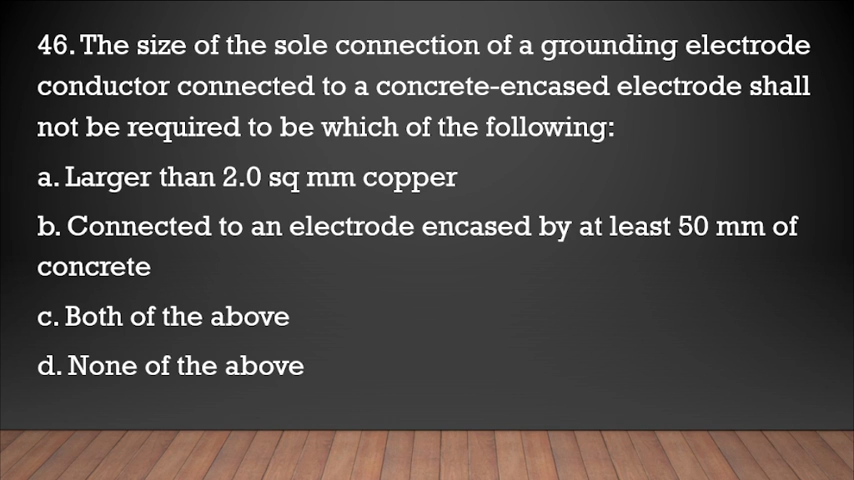 46. The size of the sole connection of a grounding electrode
conductor connected to a concrete-encased electrode shall
not be required to be which of the following:
a. Larger than 2.0 sq mm copper
b. Connected to an electrode encased by at least 50 mm of
concrete
c. Both of the above
d. None of the above